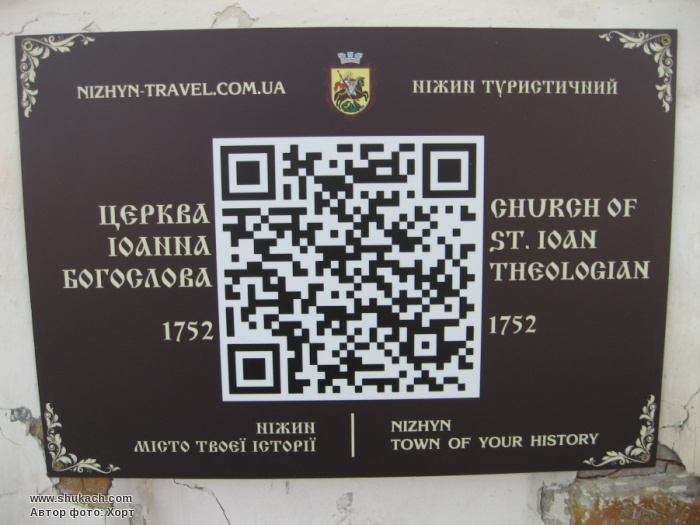 NIZHYN-TRAVEL.COM.UA
НІЖИН ТУРИСТИЧНИЙ
ЦЕРКВА
ІОАННА
БОГОСЛОВА
1752
CHURCH OF
ST. IOAN
THEOLOGIAN
1752
НІЖИН
МІСТО ТВОЄЇ ІСТОРІЇ
NIZHYN
TOWN OF YOUR HISTORY
www.shukach.com
Автор фото: Хорт